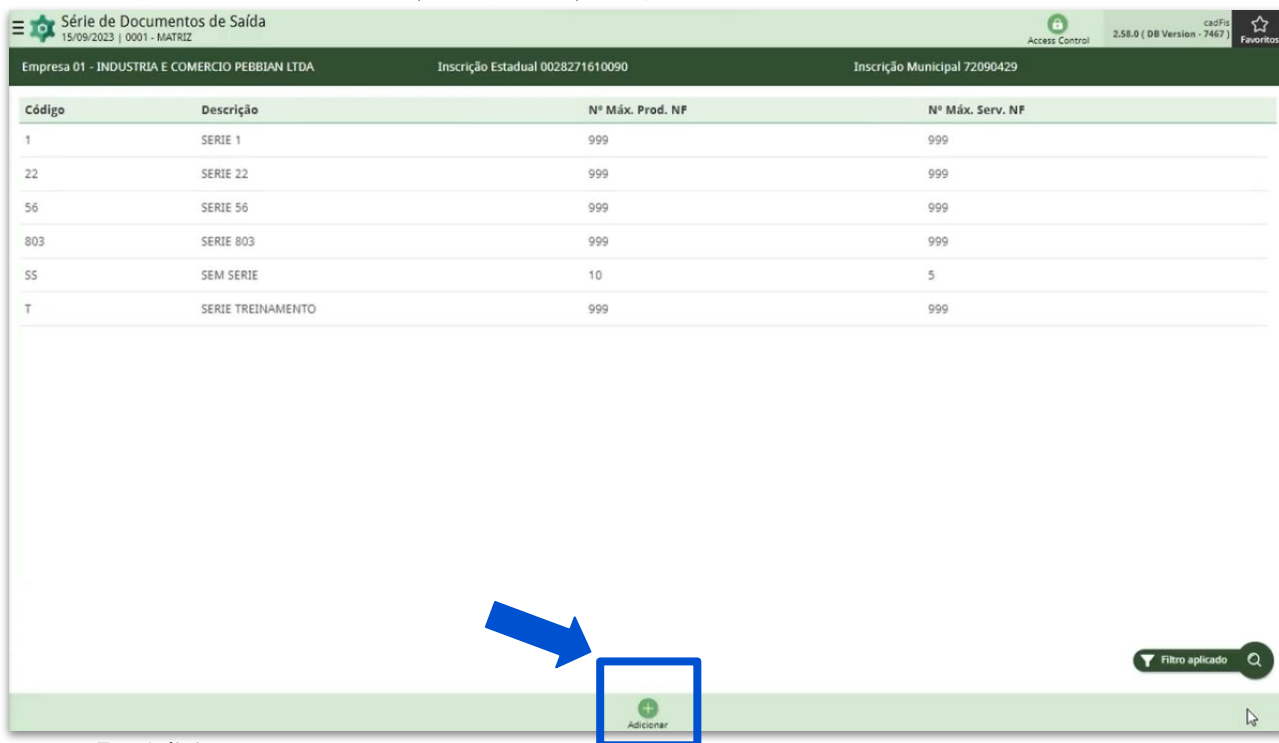 Série de Documentos de Saída
15/09/2023 | 0001 - MATRIZ
Access Control
cadFis
2.58.0 ( DB Version - 7467 )
Favoritos
Empresa 01 - INDUSTRIA E COMERCIO PEBBIAN LTDA Inscrição Estadual 0028271610090 Inscrição Municipal 72090429
Código Descrição Nº Máx. Prod. NF Nº Máx. Serv. NF
1 SERIE 1 999 999
22 SERIE 22 999 999
56 SERIE 56 999 999
803 SERIE 803 999 999
SS SEM SERIE 10 5
T SERIE TREINAMENTO 999 999
Filtro aplicado
Adicionar